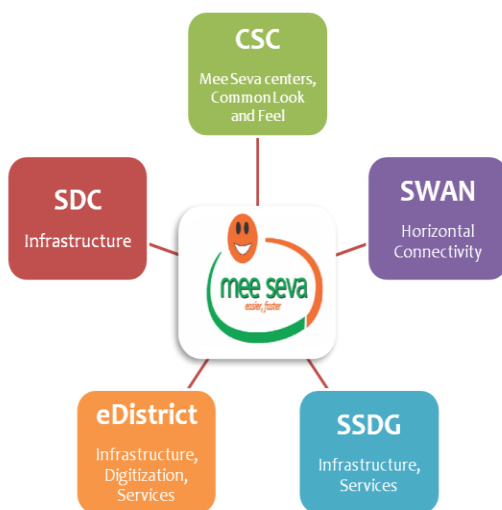 CSC
Mee Seva centers,
Common Look
and Feel
SDC
Infrastructure
SWAN
Horizontal
Connectivity
mee seva
easier, faster
eDistrict
Infrastructure,
Digitization,
Services
SSDG
Infrastructure,
Services